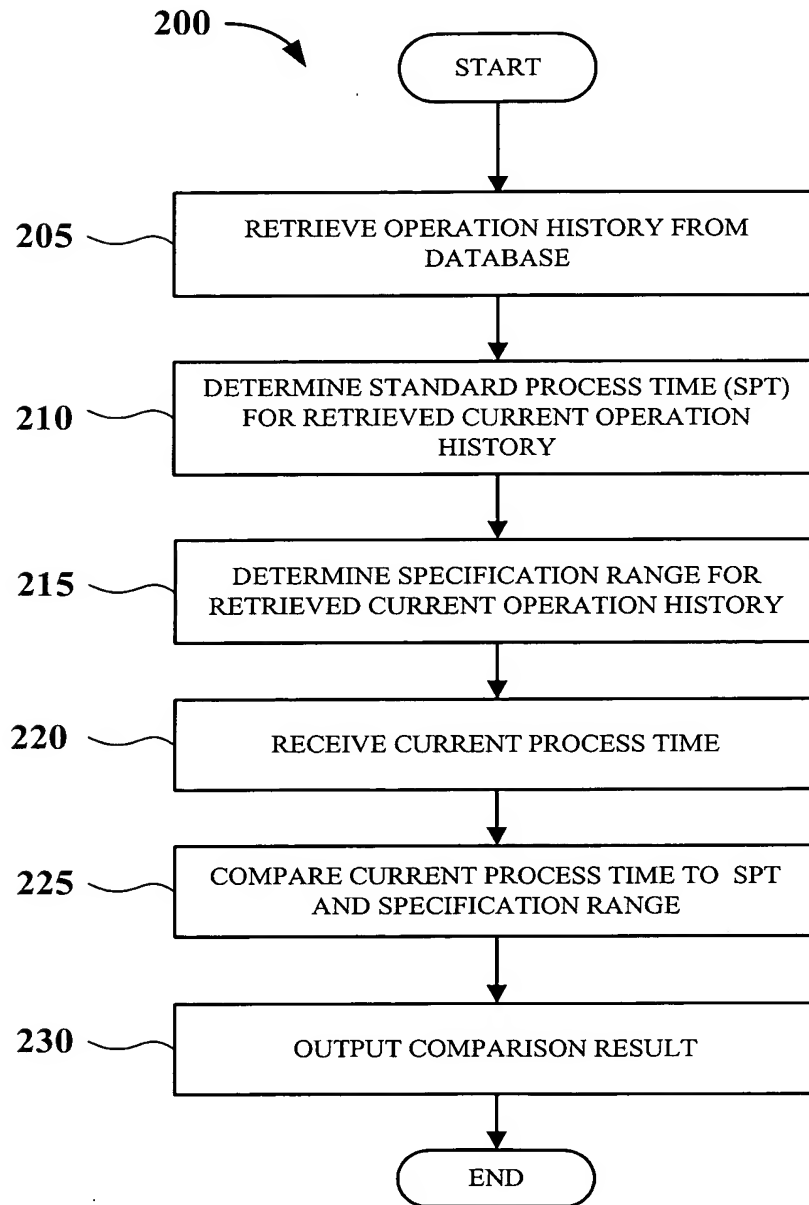 200
START
205
RETRIEVE OPERATION HISTORY FROM
DATABASE
210
DETERMINE STANDARD PROCESS TIME (SPT)
FOR RETRIEVED CURRENT OPERATION
HISTORY
215
DETERMINE SPECIFICATION RANGE FOR
RETRIEVED CURRENT OPERATION HISTORY
220
RECEIVE CURRENT PROCESS TIME
225
COMPARE CURRENT PROCESS TIME TO SPT
AND SPECIFICATION RANGE
230
OUTPUT COMPARISON RESULT
END